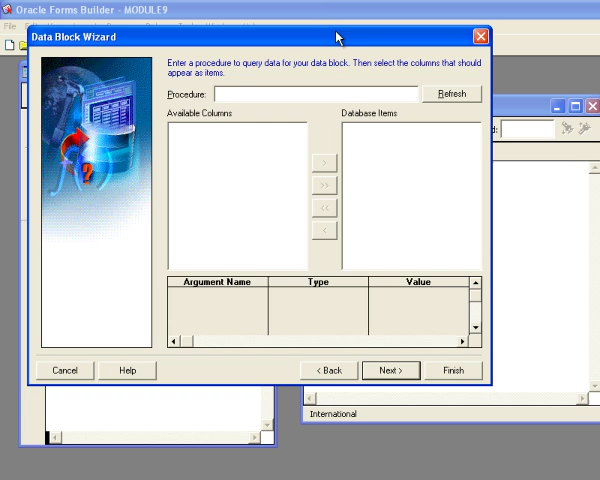 Oracle Forms Builder - MODULE9
File
Data Block Wizard
Enter a procedure to query data for your data block. Then select the columns that should
appear as items.
Procedure:
Refresh
Available Columns
Database Items
>
>>
<<
<
Argument Name Type Value
Cancel Help < Back Next > Finish
d:
International